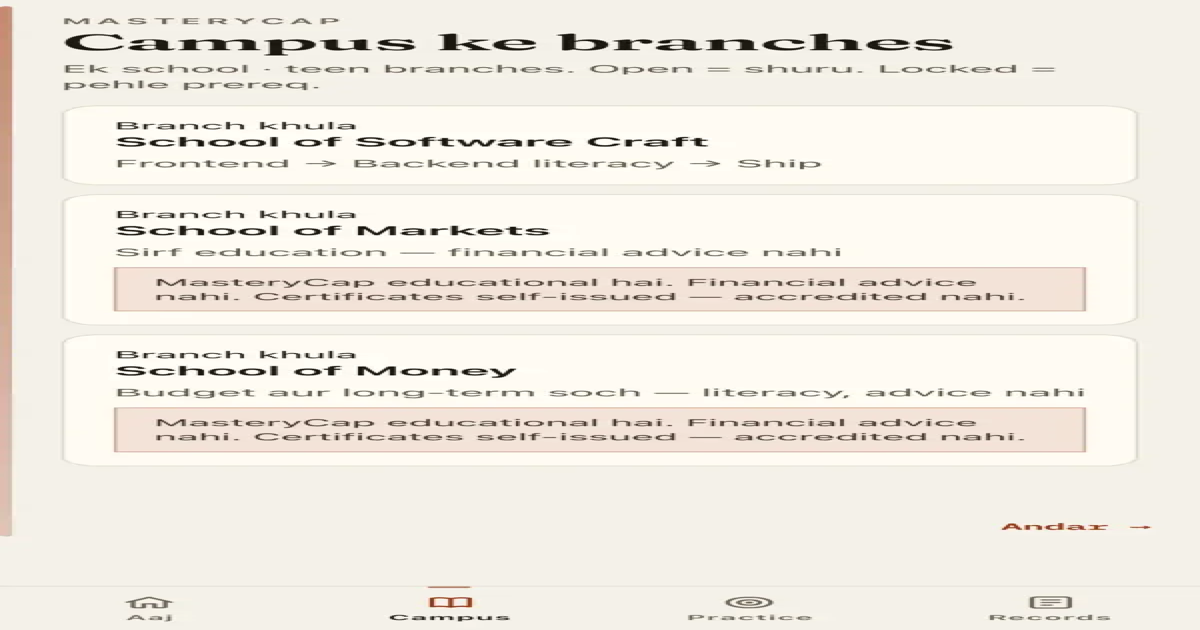 MASTERYCAP
Campus ke branches
Ek school · teen branches. Open = shuru. Locked =
pehle prereq.
Branch khula
School of Software Craft
Frontend → Backend literacy → Ship
Branch khula
School of Markets
Sirf education — financial advice nahi
MasteryCap educational hai. Financial advice
nahi. Certificates self-issued — accredited nahi.
Branch khula
School of Money
Budget aur long-term soch — literacy, advice nahi
MasteryCap educational hai. Financial advice
nahi. Certificates self-issued — accredited nahi.
Andar →
Aaj
Campus
Practice
Records